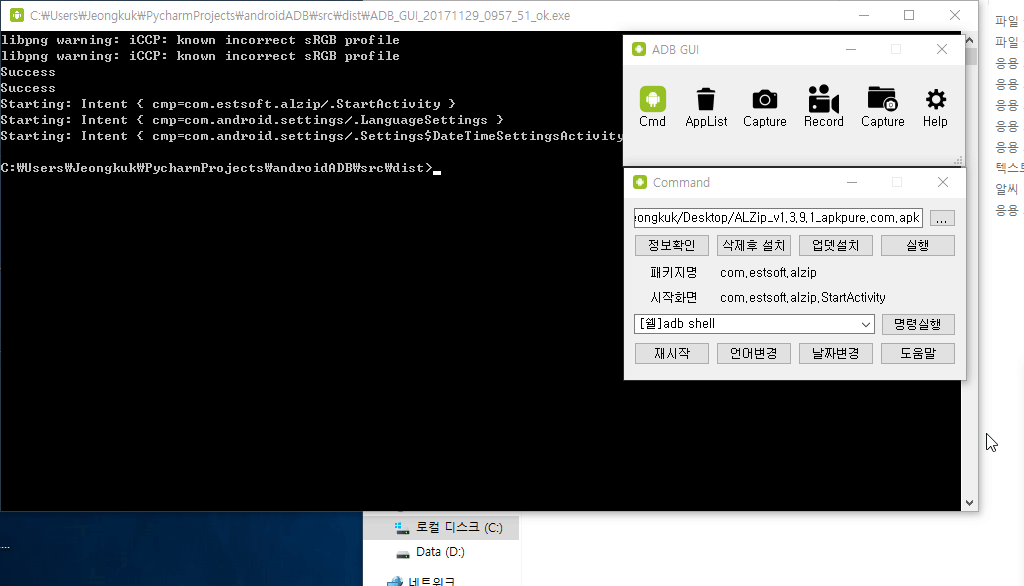 C:\Users\Jeongkuk\PycharmProjects\androidADB\src\dist\ADB_GUI_20171129_0957_51_ok.exe
libpng warning: iCCP: known incorrect sRGB profile
libpng warning: iCCP: known incorrect sRGB profile
Success
Success
Starting: Intent { cmp=com.estsoft.alzip/.StartActivity }
Starting: Intent { cmp=com.android.settings/.LanguageSettings }
Starting: Intent { cmp=com.android.settings/.Settings$DateTimeSettingsActivity
C:₩Users₩Jeongkuk₩PycharmProjects₩androidADB₩src₩dist>
ADB GUI
Cmd AppList Capture Record Capture Help
Command
eongkuk/Desktop/ALZip_v1.3.9.1_apkpure.com.apk ...
정보확인 삭제후 설치 업뎃설치 실행
패키지명 com.estsoft.alzip
시작화면 com.estsoft.alzip.StartActivity
[쉘]adb shell 명령실행
재시작 언어변경 날짜변경 도움말
파일
파일
응용
응용
응용
응용
응용
텍스트
알씨
응용
....
로컬 디스크 (C:)
Data (D:)
네트워크